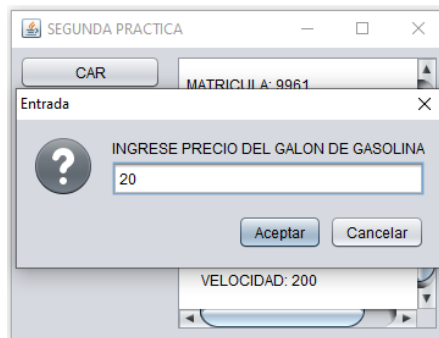 SEGUNDA PRACTICA
CAR
MATRICULA: 9961
Entrada
INGRESE PRECIO DEL GALON DE GASOLINA
20
Aceptar
Cancelar
VELOCIDAD: 200